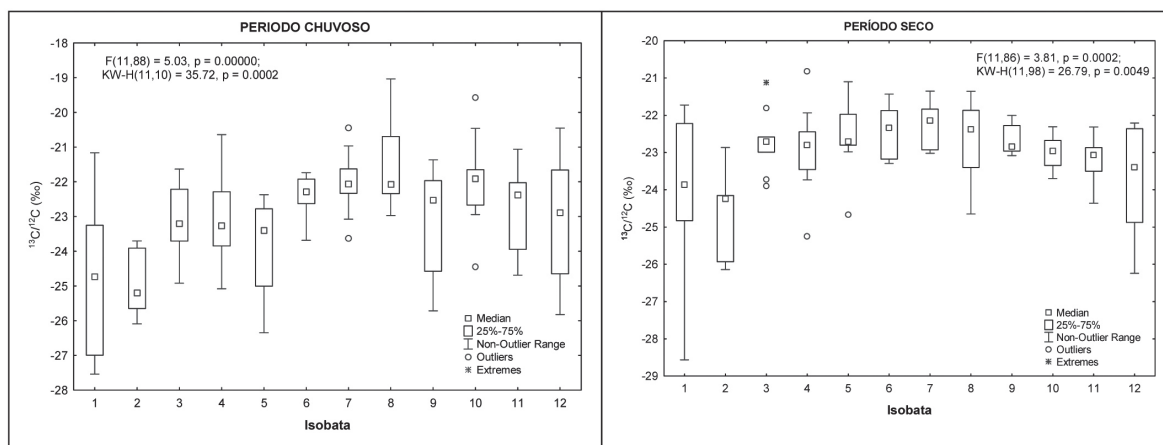 PERIODO CHUVOSO
F(11,88) = 5.03, p = 0.00000;
KW-H(11,10) = 35.72, p = 0.0002
-18
-19
-20
-21
-22
-23
-24
-25
-26
-27
-28
¹³C/¹²C (‰)
Median
25%-75%
Non-Outlier Range
Outliers
Extremes
1 2 3 4 5 6 7 8 9 10 11 12
Isobata
PERÍODO SECO
F(11,86) = 3.81, p = 0.0002;
KW-H(11,98) = 26.79, p = 0.0049
-20
-21
-22
-23
-24
-25
-26
-27
-28
-29
¹³C/¹²C (‰)
Median
25%-75%
Non-Outlier Range
Outliers
Extremes
1 2 3 4 5 6 7 8 9 10 11 12
Isobata